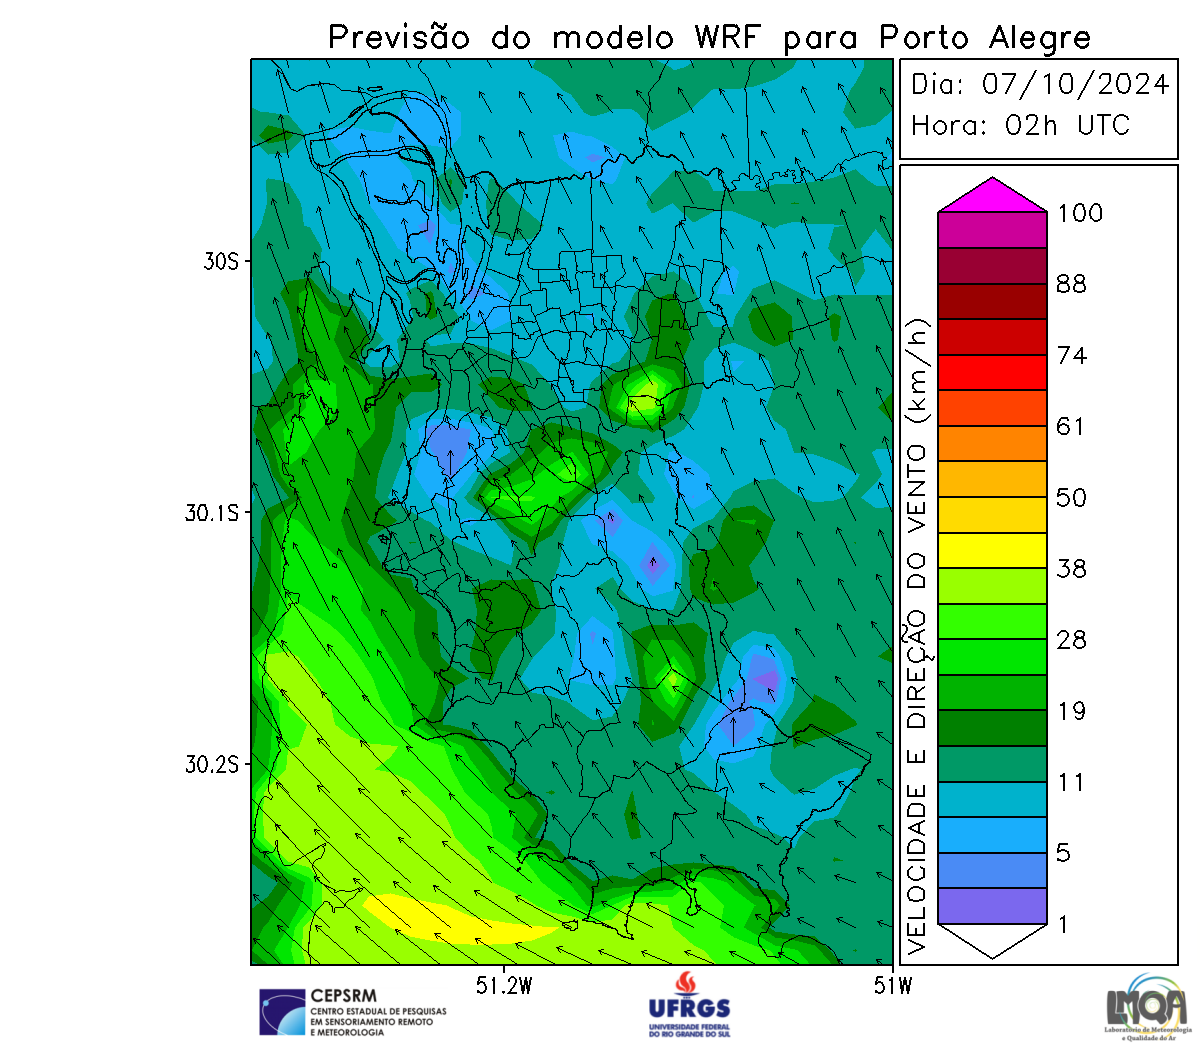 Previsão do modelo WRF para Porto Alegre
Dia: 07/10/2024
Hora: 02h UTC
100
88
74
61
50
38
28
19
11
5
1
VELOCIDADE E DIREÇÃO DO VENTO (km/h)
30S
30.1S
30.2S
51.2W
51W
CEPSRM
CENTRO ESTADUAL DE PESQUISAS
EM SENSORIAMENTO REMOTO
E METEOROLOGIA
UFRGS
UNIVERSIDADE FEDERAL
DO RIO GRANDE DO SUL
LMQA
Laboratório de Meteorologia
e Qualidade do Ar